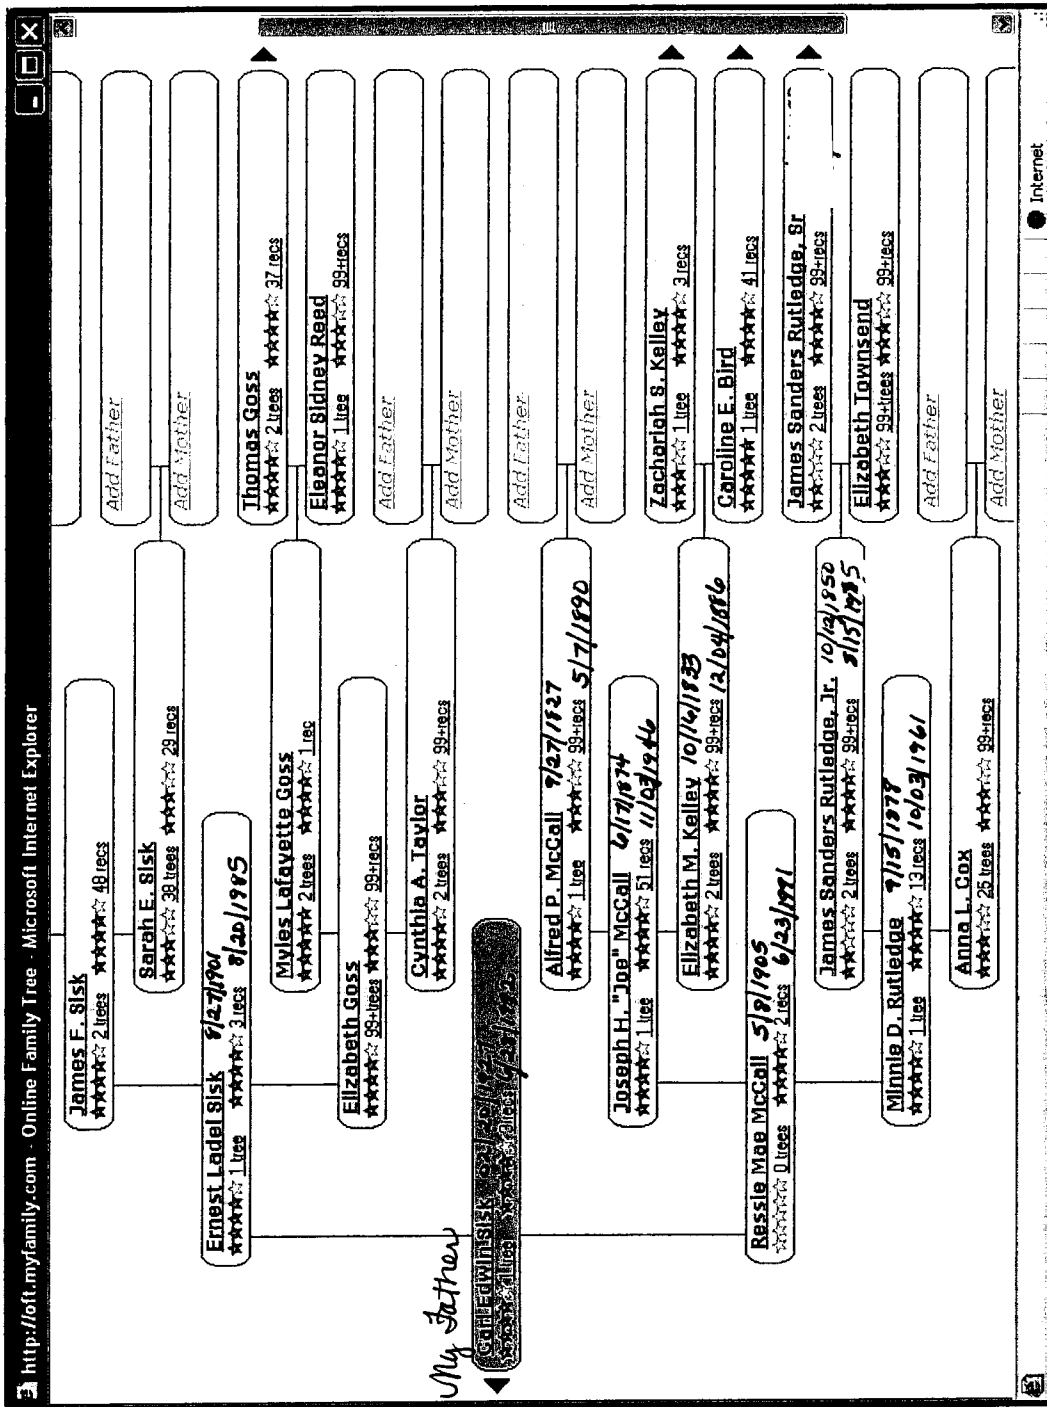 http://oft.myfamily.com - Online Family Tree - Microsoft Internet Explorer
James F. Sisk
2 trees 48 recs
Add Father
Sarah E. Sisk
38 trees 29 recs
Add Mother
Ernest Ladel Sisk 8/27/1901
1 tree 3 recs 8/20/1985
Thomas Goss
2 trees 37 recs
Myles Lafayette Goss
2 trees 1 rec
Eleanor Sidney Reed
1 tree 99+recs
Elizabeth Goss
99+trees 99+recs
Add Father
Cynthia A. Taylor
2 trees 99+recs
Add Mother
My Father
Carl Edwin Sisk
Add Father
Alfred P. McCall 9/27/1827
1 tree 99+recs 5/7/1890
Add Mother
Joseph H. "Joe" McCall 6/17/1874
1 tree 51 recs 11/03/1946
Zachariah S. Kelley
1 tree 3 recs
Elizabeth M. Kelley 10/16/1833
2 trees 99+recs 12/04/1886
Caroline E. Bird
1 tree 41 recs
Ressie Mae McCall 5/8/1905
0 trees 2 recs 6/23/1991
James Sanders Rutledge, Sr
2 trees 99+recs
James Sanders Rutledge, Jr. 10/12/1850
2 trees 99+recs
Elizabeth Townsend
99+trees 99+recs
Minnie D. Rutledge 9/15/1878
1 tree 13 recs 10/03/1961
Add Father
Anna L. Cox
25 trees 99+recs
Add Mother
Internet